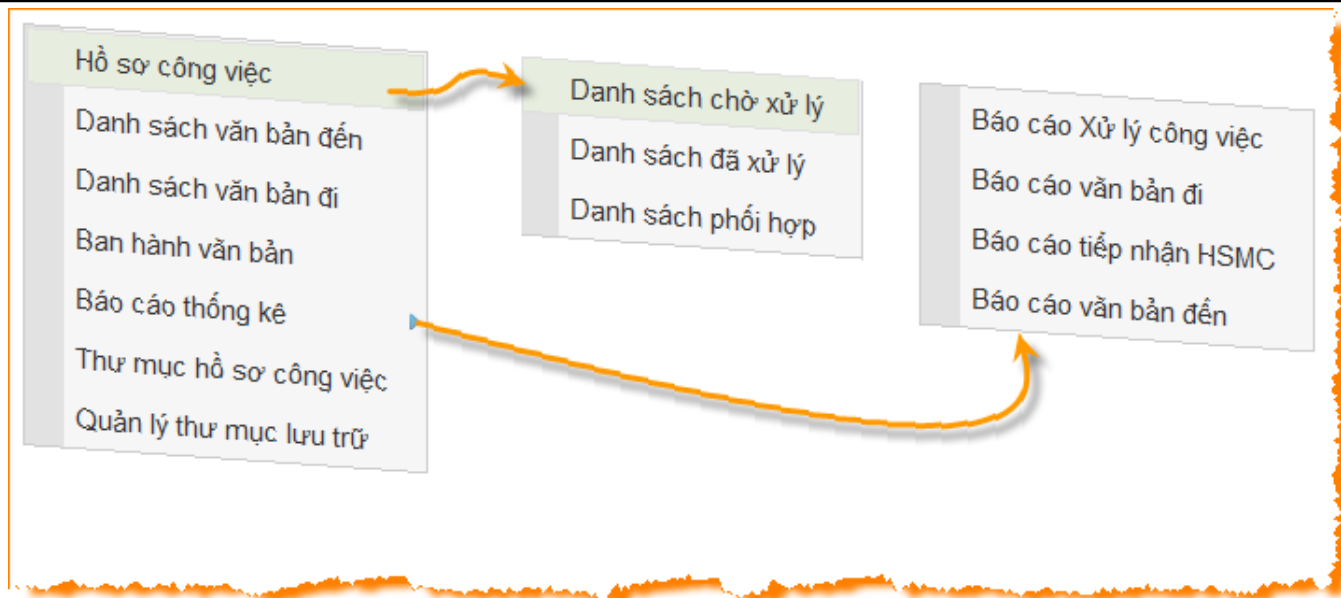 Hồ sơ công việc
Danh sách văn bản đến
Danh sách văn bản đi
Ban hành văn bản
Báo cáo thống kê
Thư mục hồ sơ công việc
Quản lý thư mục lưu trữ
Danh sách chờ xử lý
Danh sách đã xử lý
Danh sách phối hợp
Báo cáo Xử lý công việc
Báo cáo văn bản đi
Báo cáo tiếp nhận HSMC
Báo cáo văn bản đến